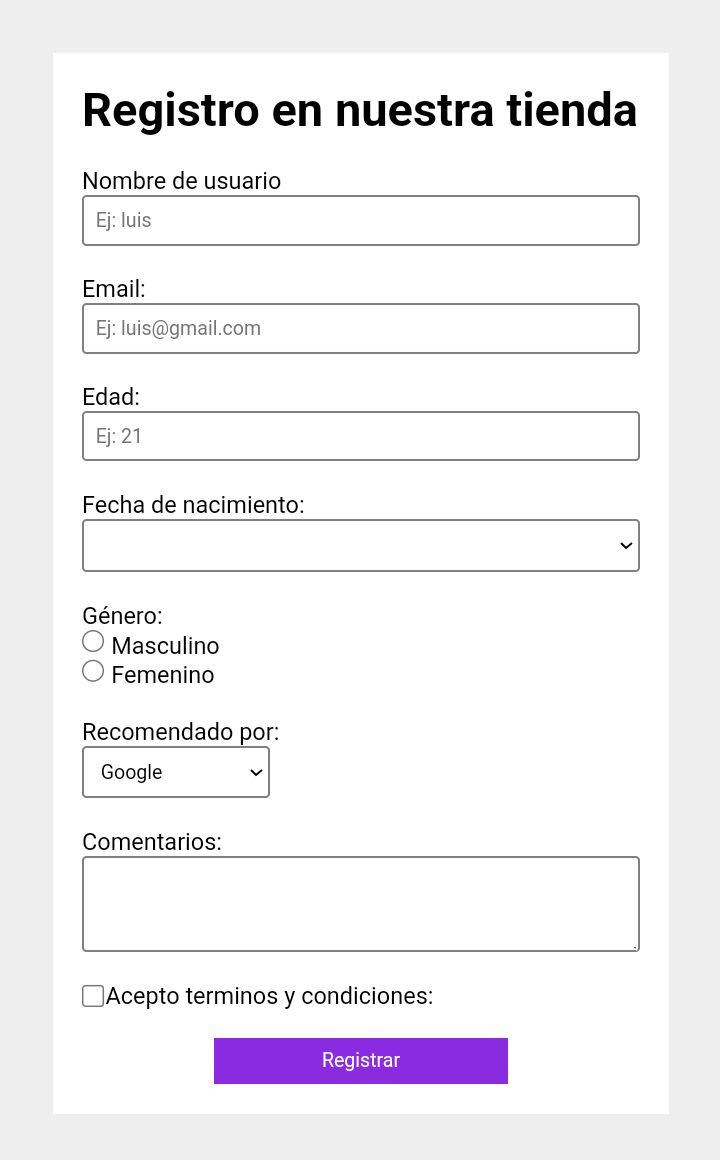 Registro en nuestra tienda
Nombre de usuario
Ej: luis
Email:
Ej: luis@gmail.com
Edad:
Ej: 21
Fecha de nacimiento:
Género:
Masculino
Femenino
Recomendado por:
Google
Comentarios:
Acepto terminos y condiciones:
Registrar